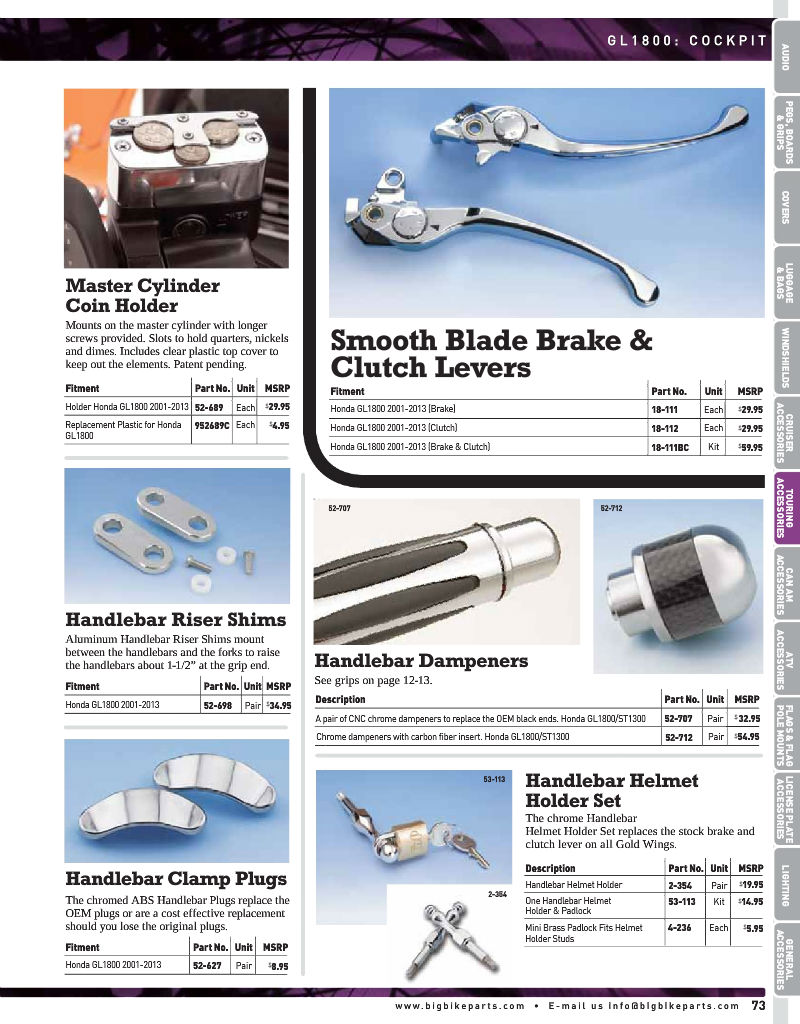 GL1800: COCKPIT
Master Cylinder
Coin Holder
Mounts on the master cylinder with longer
screws provided. Slots to hold quarters, nickels
and dimes. Includes clear plastic top cover to
keep out the elements. Patent pending.
Fitment Part No. Unit MSRP
Holder Honda GL1800 2001-2013 52-689 Each $29.95
Replacement Plastic for Honda GL1800 952689C Each $4.95
Smooth Blade Brake &
Clutch Levers
Fitment Part No. Unit MSRP
Honda GL1800 2001-2013 (Brake) 18-111 Each $29.95
Honda GL1800 2001-2013 (Clutch) 18-112 Each $29.95
Honda GL1800 2001-2013 (Brake & Clutch) 18-111BC Kit $59.95
Handlebar Riser Shims
Aluminum Handlebar Riser Shims mount
between the handlebars and the forks to raise
the handlebars about 1-1/2” at the grip end.
Fitment Part No. Unit MSRP
Honda GL1800 2001-2013 52-698 Pair $34.95
52-707
52-712
Handlebar Dampeners
See grips on page 12-13.
Description Part No. Unit MSRP
A pair of CNC chrome dampeners to replace the OEM black ends. Honda GL1800/ST1300 52-707 Pair $32.95
Chrome dampeners with carbon fiber insert. Honda GL1800/ST1300 52-712 Pair $54.95
Handlebar Clamp Plugs
The chromed ABS Handlebar Plugs replace the
OEM plugs or are a cost effective replacement
should you lose the original plugs.
Fitment Part No. Unit MSRP
Honda GL1800 2001-2013 52-627 Pair $8.95
53-113
2-354
Handlebar Helmet
Holder Set
The chrome Handlebar
Helmet Holder Set replaces the stock brake and
clutch lever on all Gold Wings.
Description Part No. Unit MSRP
Handlebar Helmet Holder 2-354 Pair $19.95
One Handlebar Helmet Holder & Padlock 53-113 Kit $14.95
Mini Brass Padlock Fits Helmet Holder Studs 4-236 Each $5.95
AUDIO
PEGS, BOARDS
& GRIPS
COVERS
LUGGAGE
& BAGS
WINDSHIELDS
CRUISER
ACCESSORIES
TOURING
ACCESSORIES
CAN AM
ACCESSORIES
ATV
ACCESSORIES
FLAGS & FLAG
POLE MOUNTS
LICENSE PLATE
ACCESSORIES
LIGHTING
GENERAL
ACCESSORIES
www.bigbikeparts.com • E-mail us info@bigbikeparts.com 73